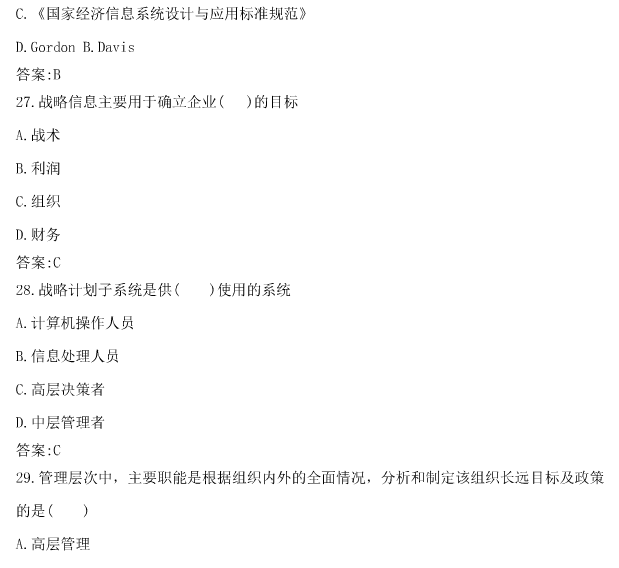 C.《国家经济信息系统设计与应用标准规范》
D.Gordon B.Davis
答案:B
27.战略信息主要用于确立企业(  )的目标
A.战术
B.利润
C.组织
D.财务
答案:C
28.战略计划子系统是供(   )使用的系统
A.计算机操作人员
B.信息处理人员
C.高层决策者
D.中层管理者
答案:C
29.管理层次中，主要职能是根据组织内外的全面情况，分析和制定该组织长远目标及政策
的是(   )
A.高层管理